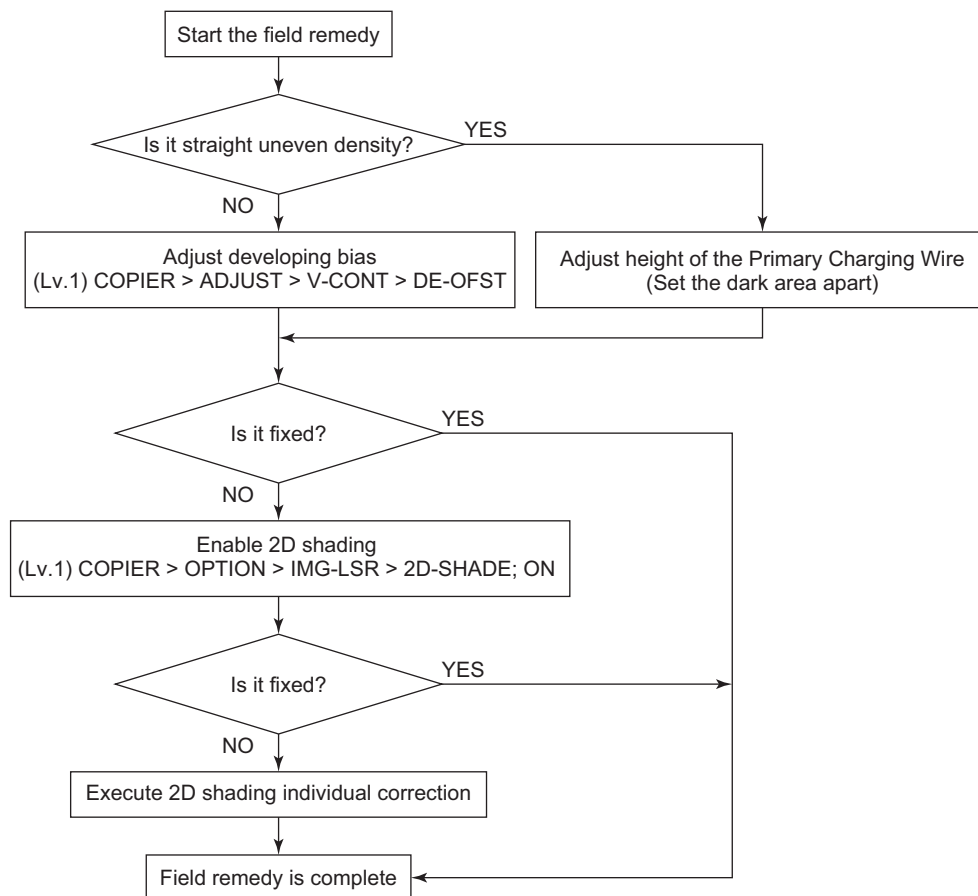 Start the field remedy
Is it straight uneven density?
YES
NO
Adjust developing bias
(Lv.1) COPIER > ADJUST > V-CONT > DE-OFST
Adjust height of the Primary Charging Wire
(Set the dark area apart)
Is it fixed?
YES
NO
Enable 2D shading
(Lv.1) COPIER > OPTION > IMG-LSR > 2D-SHADE; ON
Is it fixed?
YES
NO
Execute 2D shading individual correction
Field remedy is complete